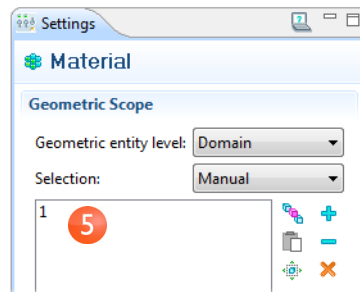 Settings
Material
Geometric Scope
Geometric entity level: Domain
Selection: Manual
1
5